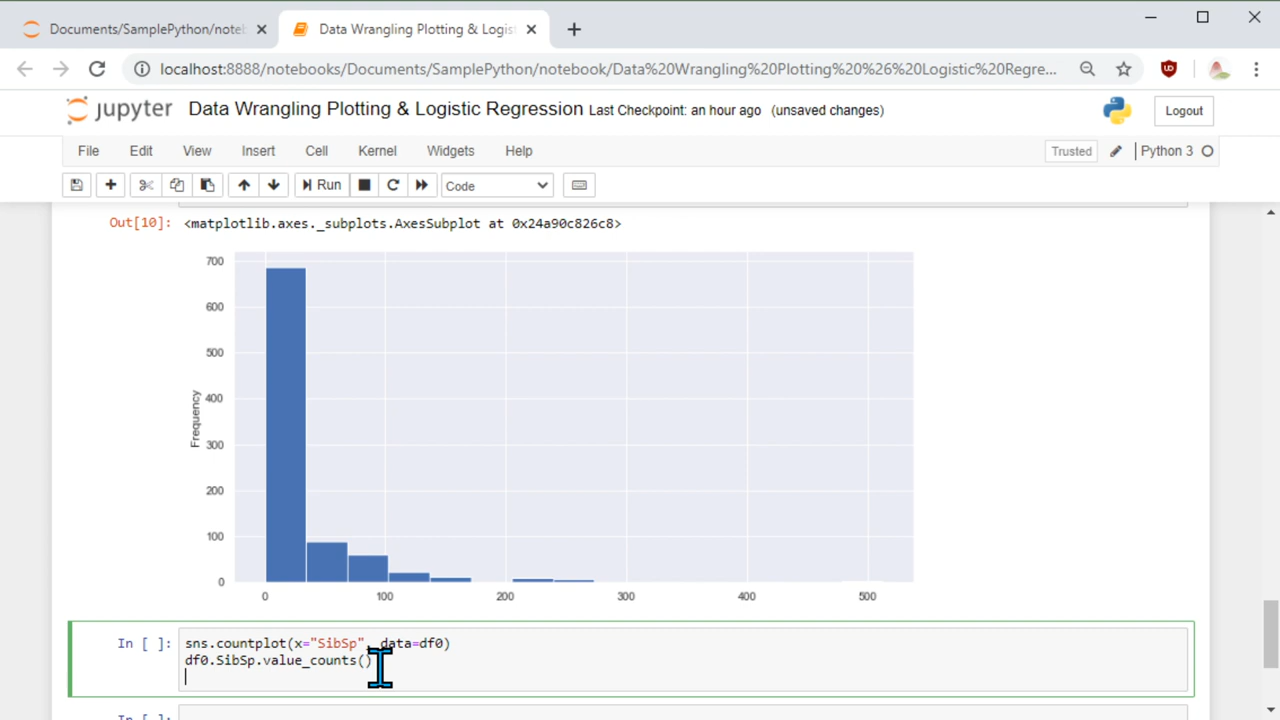 Documents/SamplePython/noteb
Data Wrangling Plotting & Logist
localhost:8888/notebooks/Documents/SamplePython/notebook/Data%20Wrangling%20Plotting%20%26%20Logistic%20Regre...
jupyter Data Wrangling Plotting & Logistic Regression Last Checkpoint: an hour ago (unsaved changes)
Logout
File Edit View Insert Cell Kernel Widgets Help
Trusted Python 3
Run Code
Out[10]: <matplotlib.axes._subplots.AxesSubplot at 0x24a90c826c8>
700
600
500
400
300
200
100
0
Frequency
0 100 200 300 400 500
In [ ]: sns.countplot(x="SibSp", data=df0)
df0.SibSp.value_counts()
In [ ]: